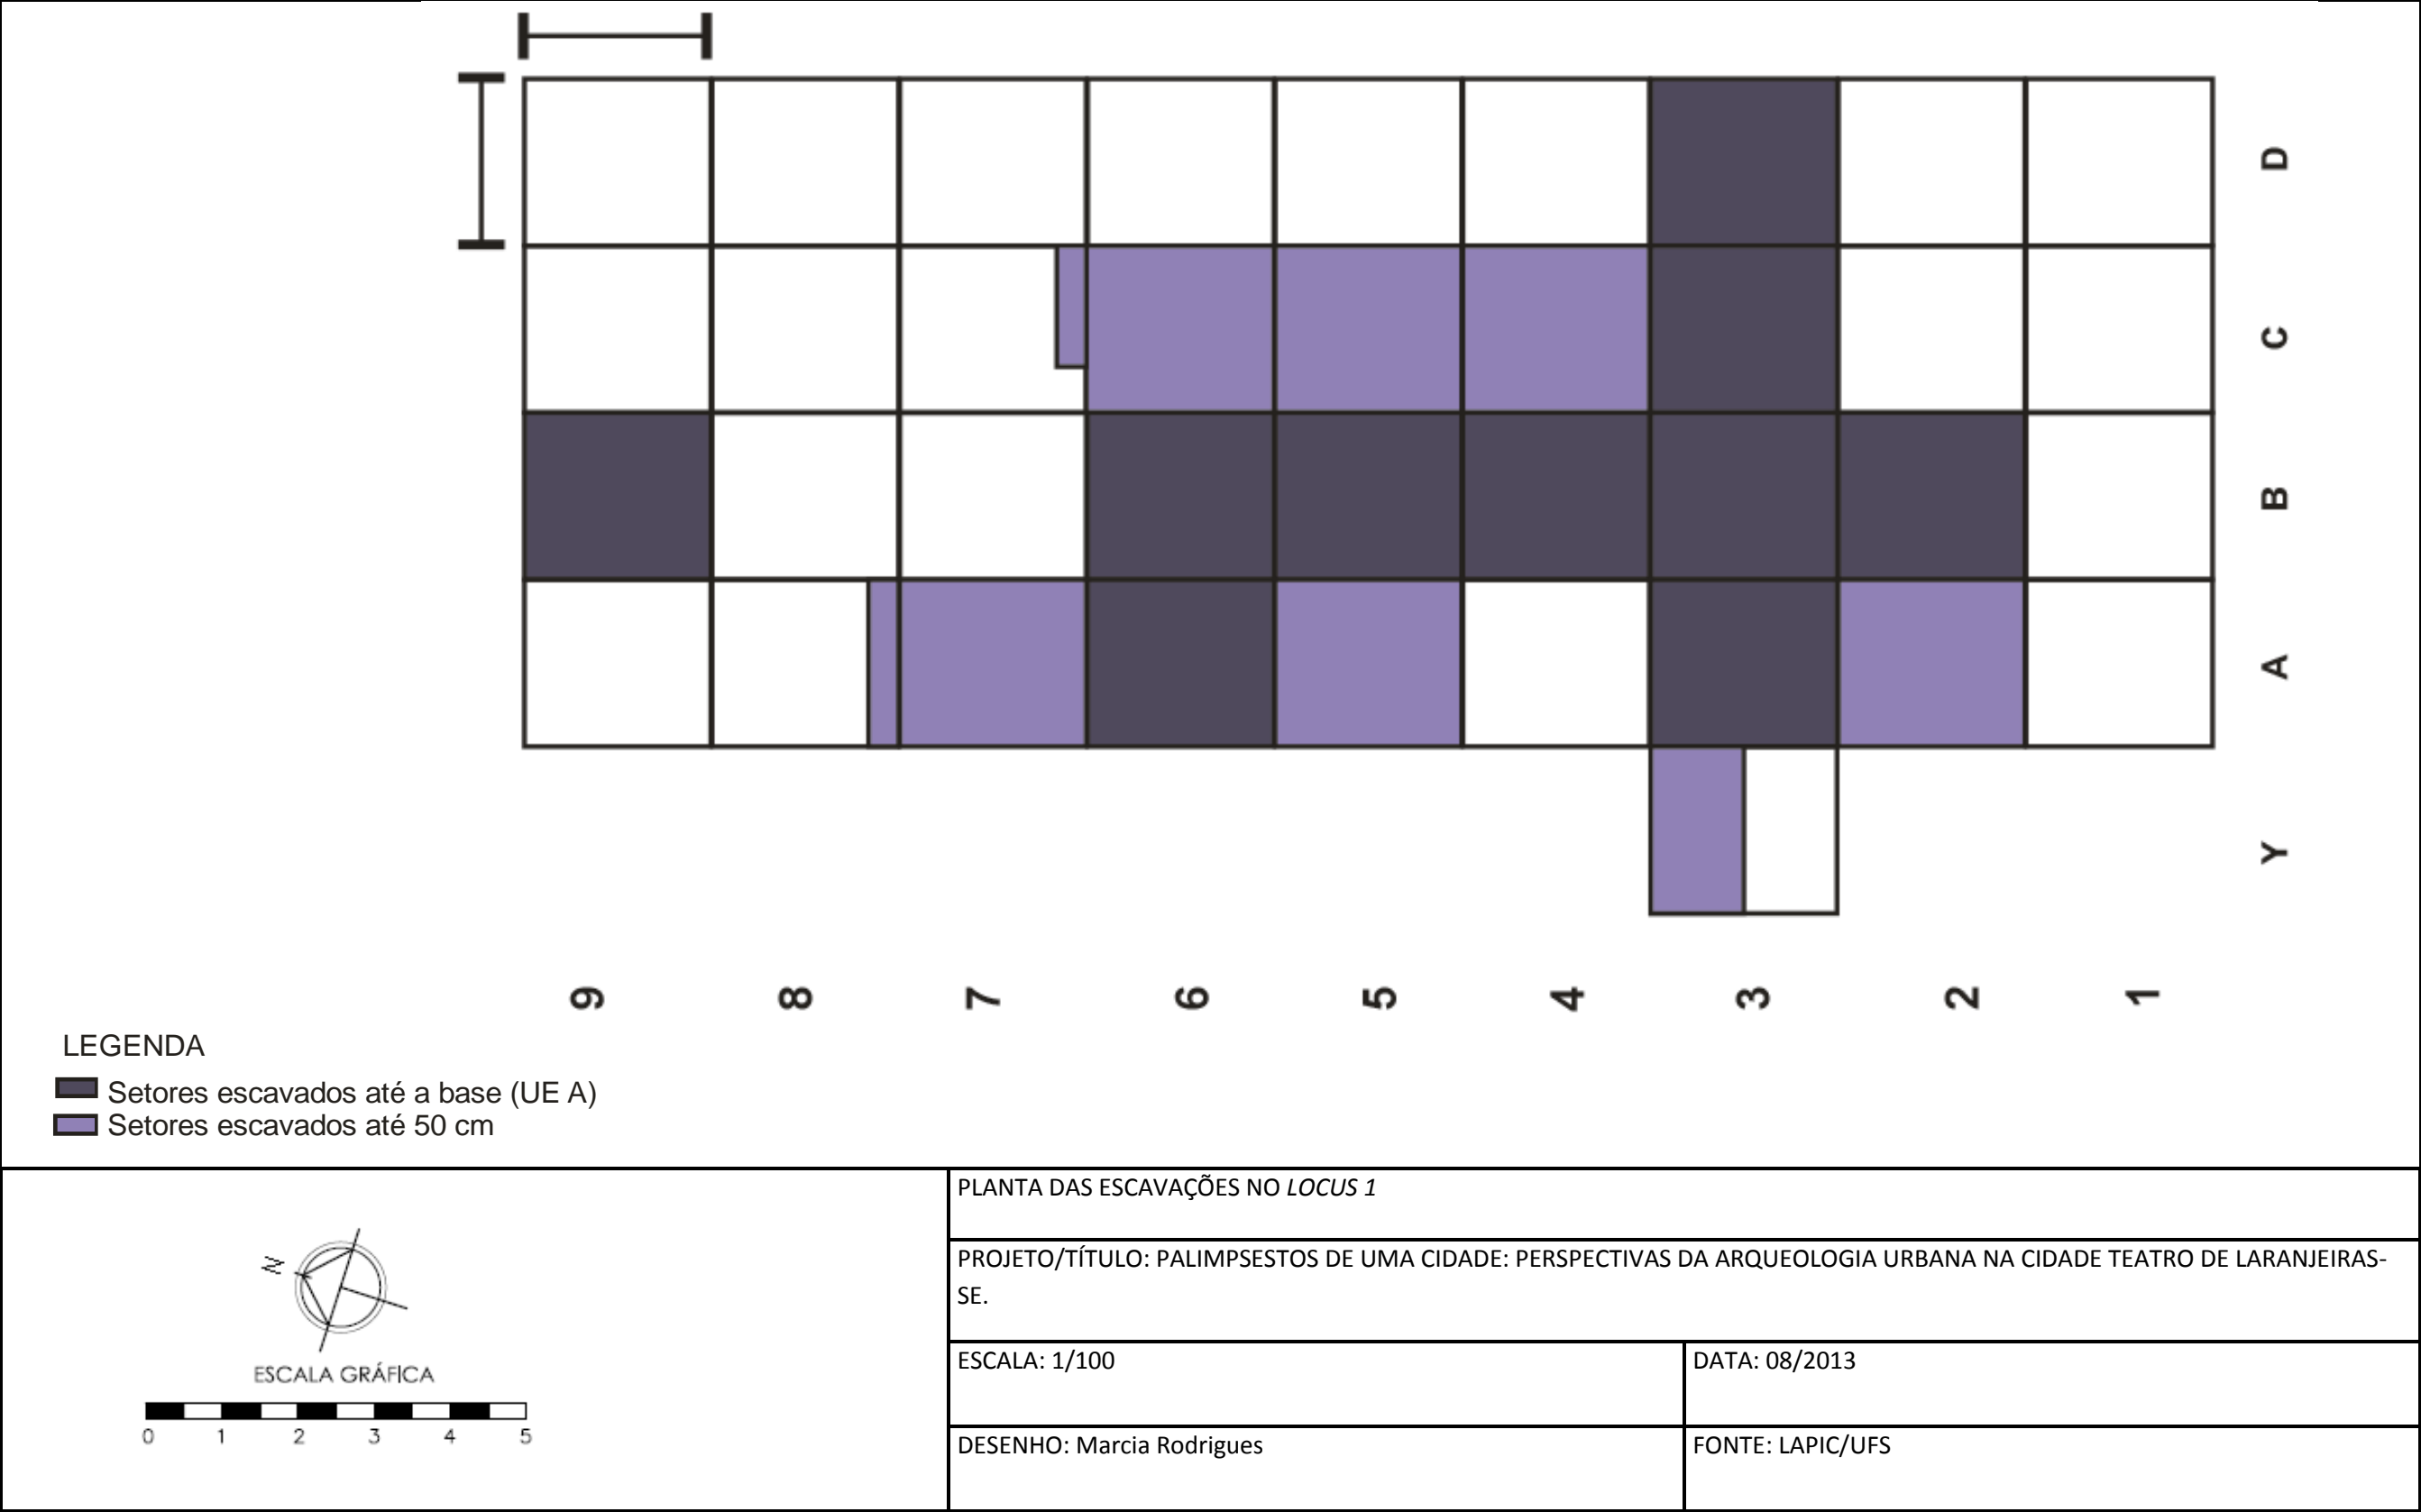 D
C
B
A
Y
9 8 7 6 5 4 3 2 1
LEGENDA
Setores escavados até a base (UE A)
Setores escavados até 50 cm
PLANTA DAS ESCAVAÇÕES NO LOCUS 1
PROJETO/TÍTULO: PALIMPSESTOS DE UMA CIDADE: PERSPECTIVAS DA ARQUEOLOGIA URBANA NA CIDADE TEATRO DE LARANJEIRAS-
SE.
ESCALA: 1/100
DATA: 08/2013
DESENHO: Marcia Rodrigues
FONTE: LAPIC/UFS
N
ESCALA GRÁFICA
0 1 2 3 4 5